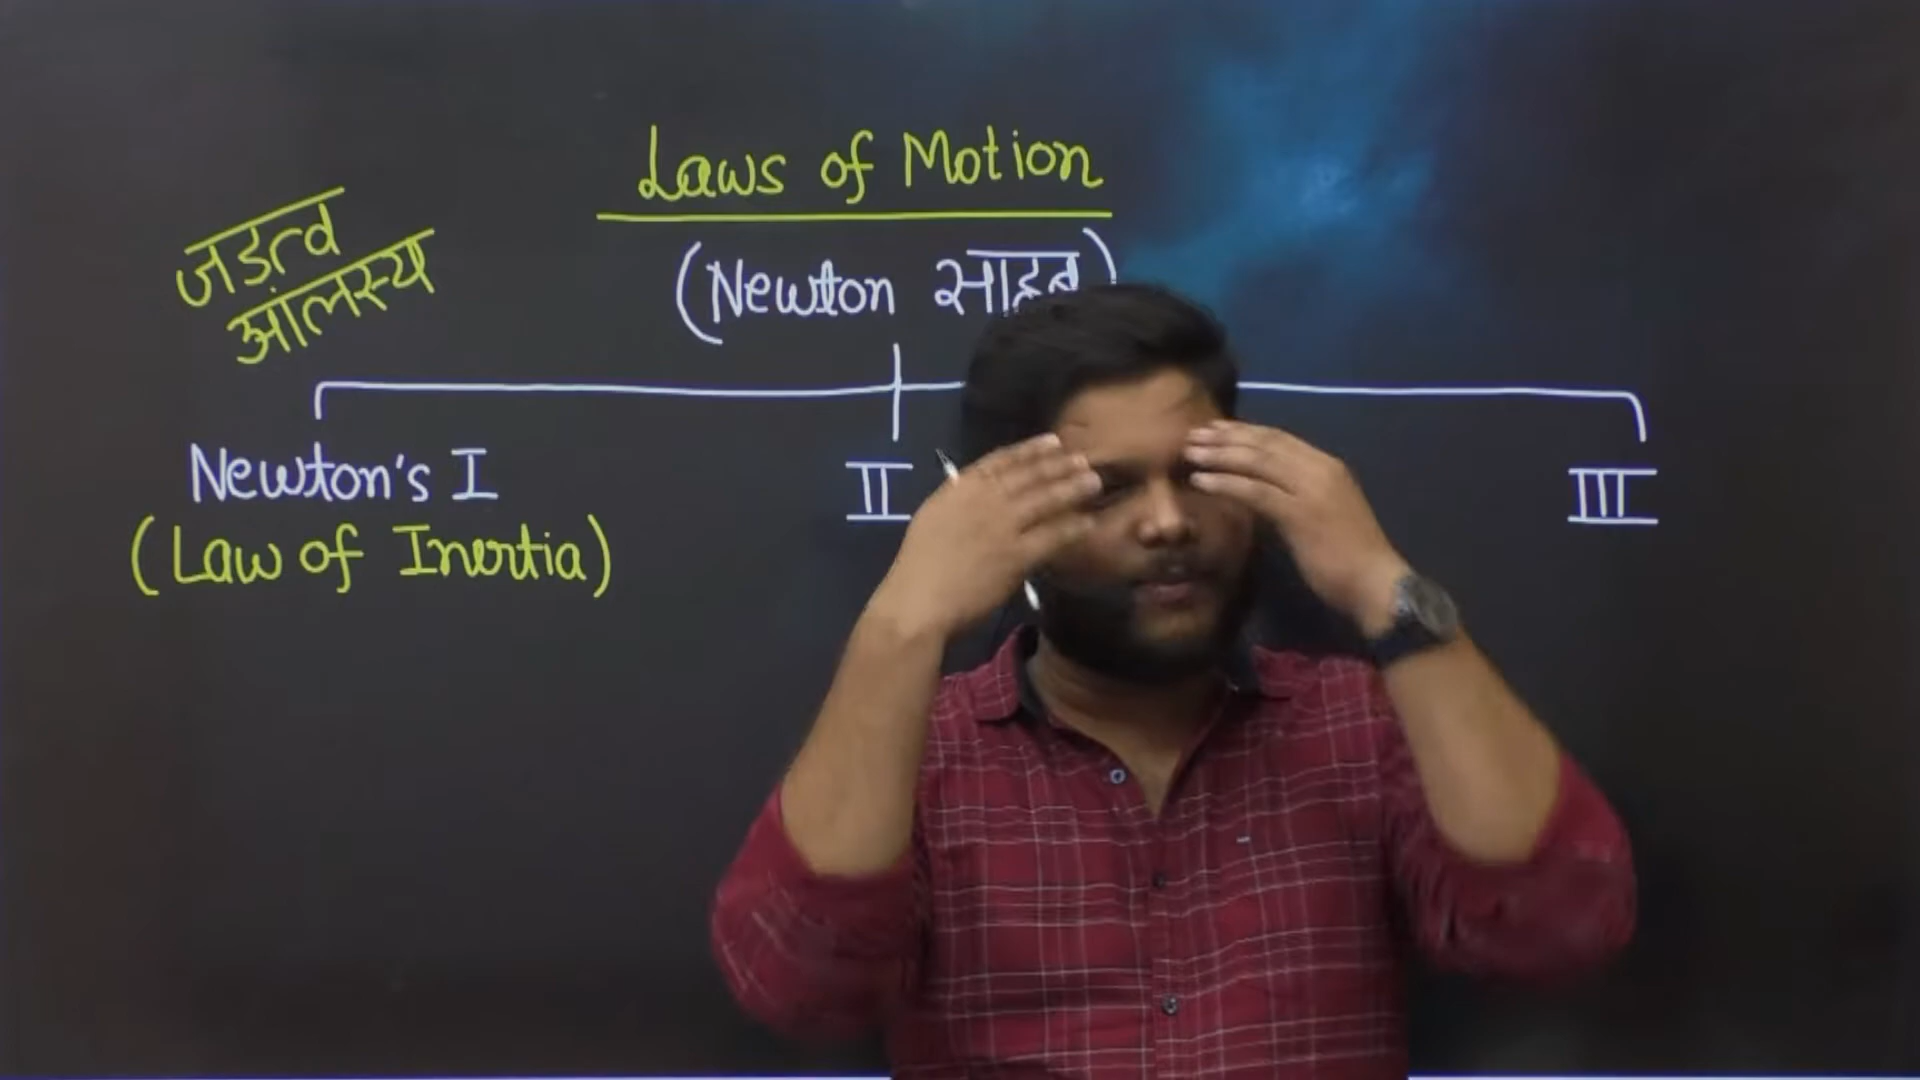 Laws of Motion
(Newton साहब)
जड़त्व
आलस्य
Newton's I
II
III
(Law of Inertia)